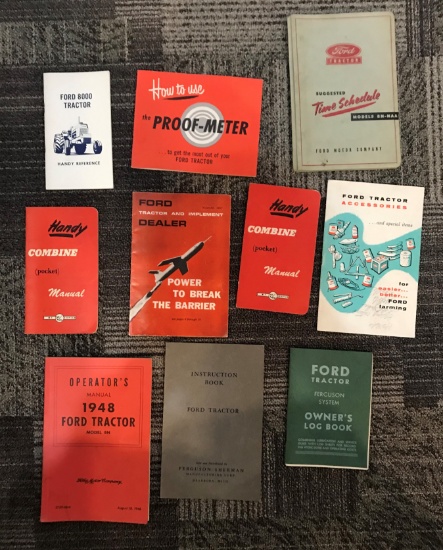 FORD 8000
TRACTOR
HANDY REFERENCE
How to use
the PROOF-METER
to get the most out of your
FORD TRACTOR
Ford
TRACTOR
SUGGESTED
Time Schedule
MODELS 8N-NAA
FORD MOTOR COMPANY
Handy
COMBINE
(pocket)
Manual
FORD
TRACTOR AND IMPLEMENT
DEALER
POWER
TO BREAK
THE BARRIER
Handy
COMBINE
(pocket)
Manual
FORD TRACTOR
ACCESSORIES
...and special items
for
easier...
better...
FORD
farming
OPERATOR'S
MANUAL
1948
FORD TRACTOR
MODEL 8N
INSTRUCTION
BOOK
FORD TRACTOR
FORD
TRACTOR
FERGUSON
SYSTEM
OWNER'S
LOG BOOK